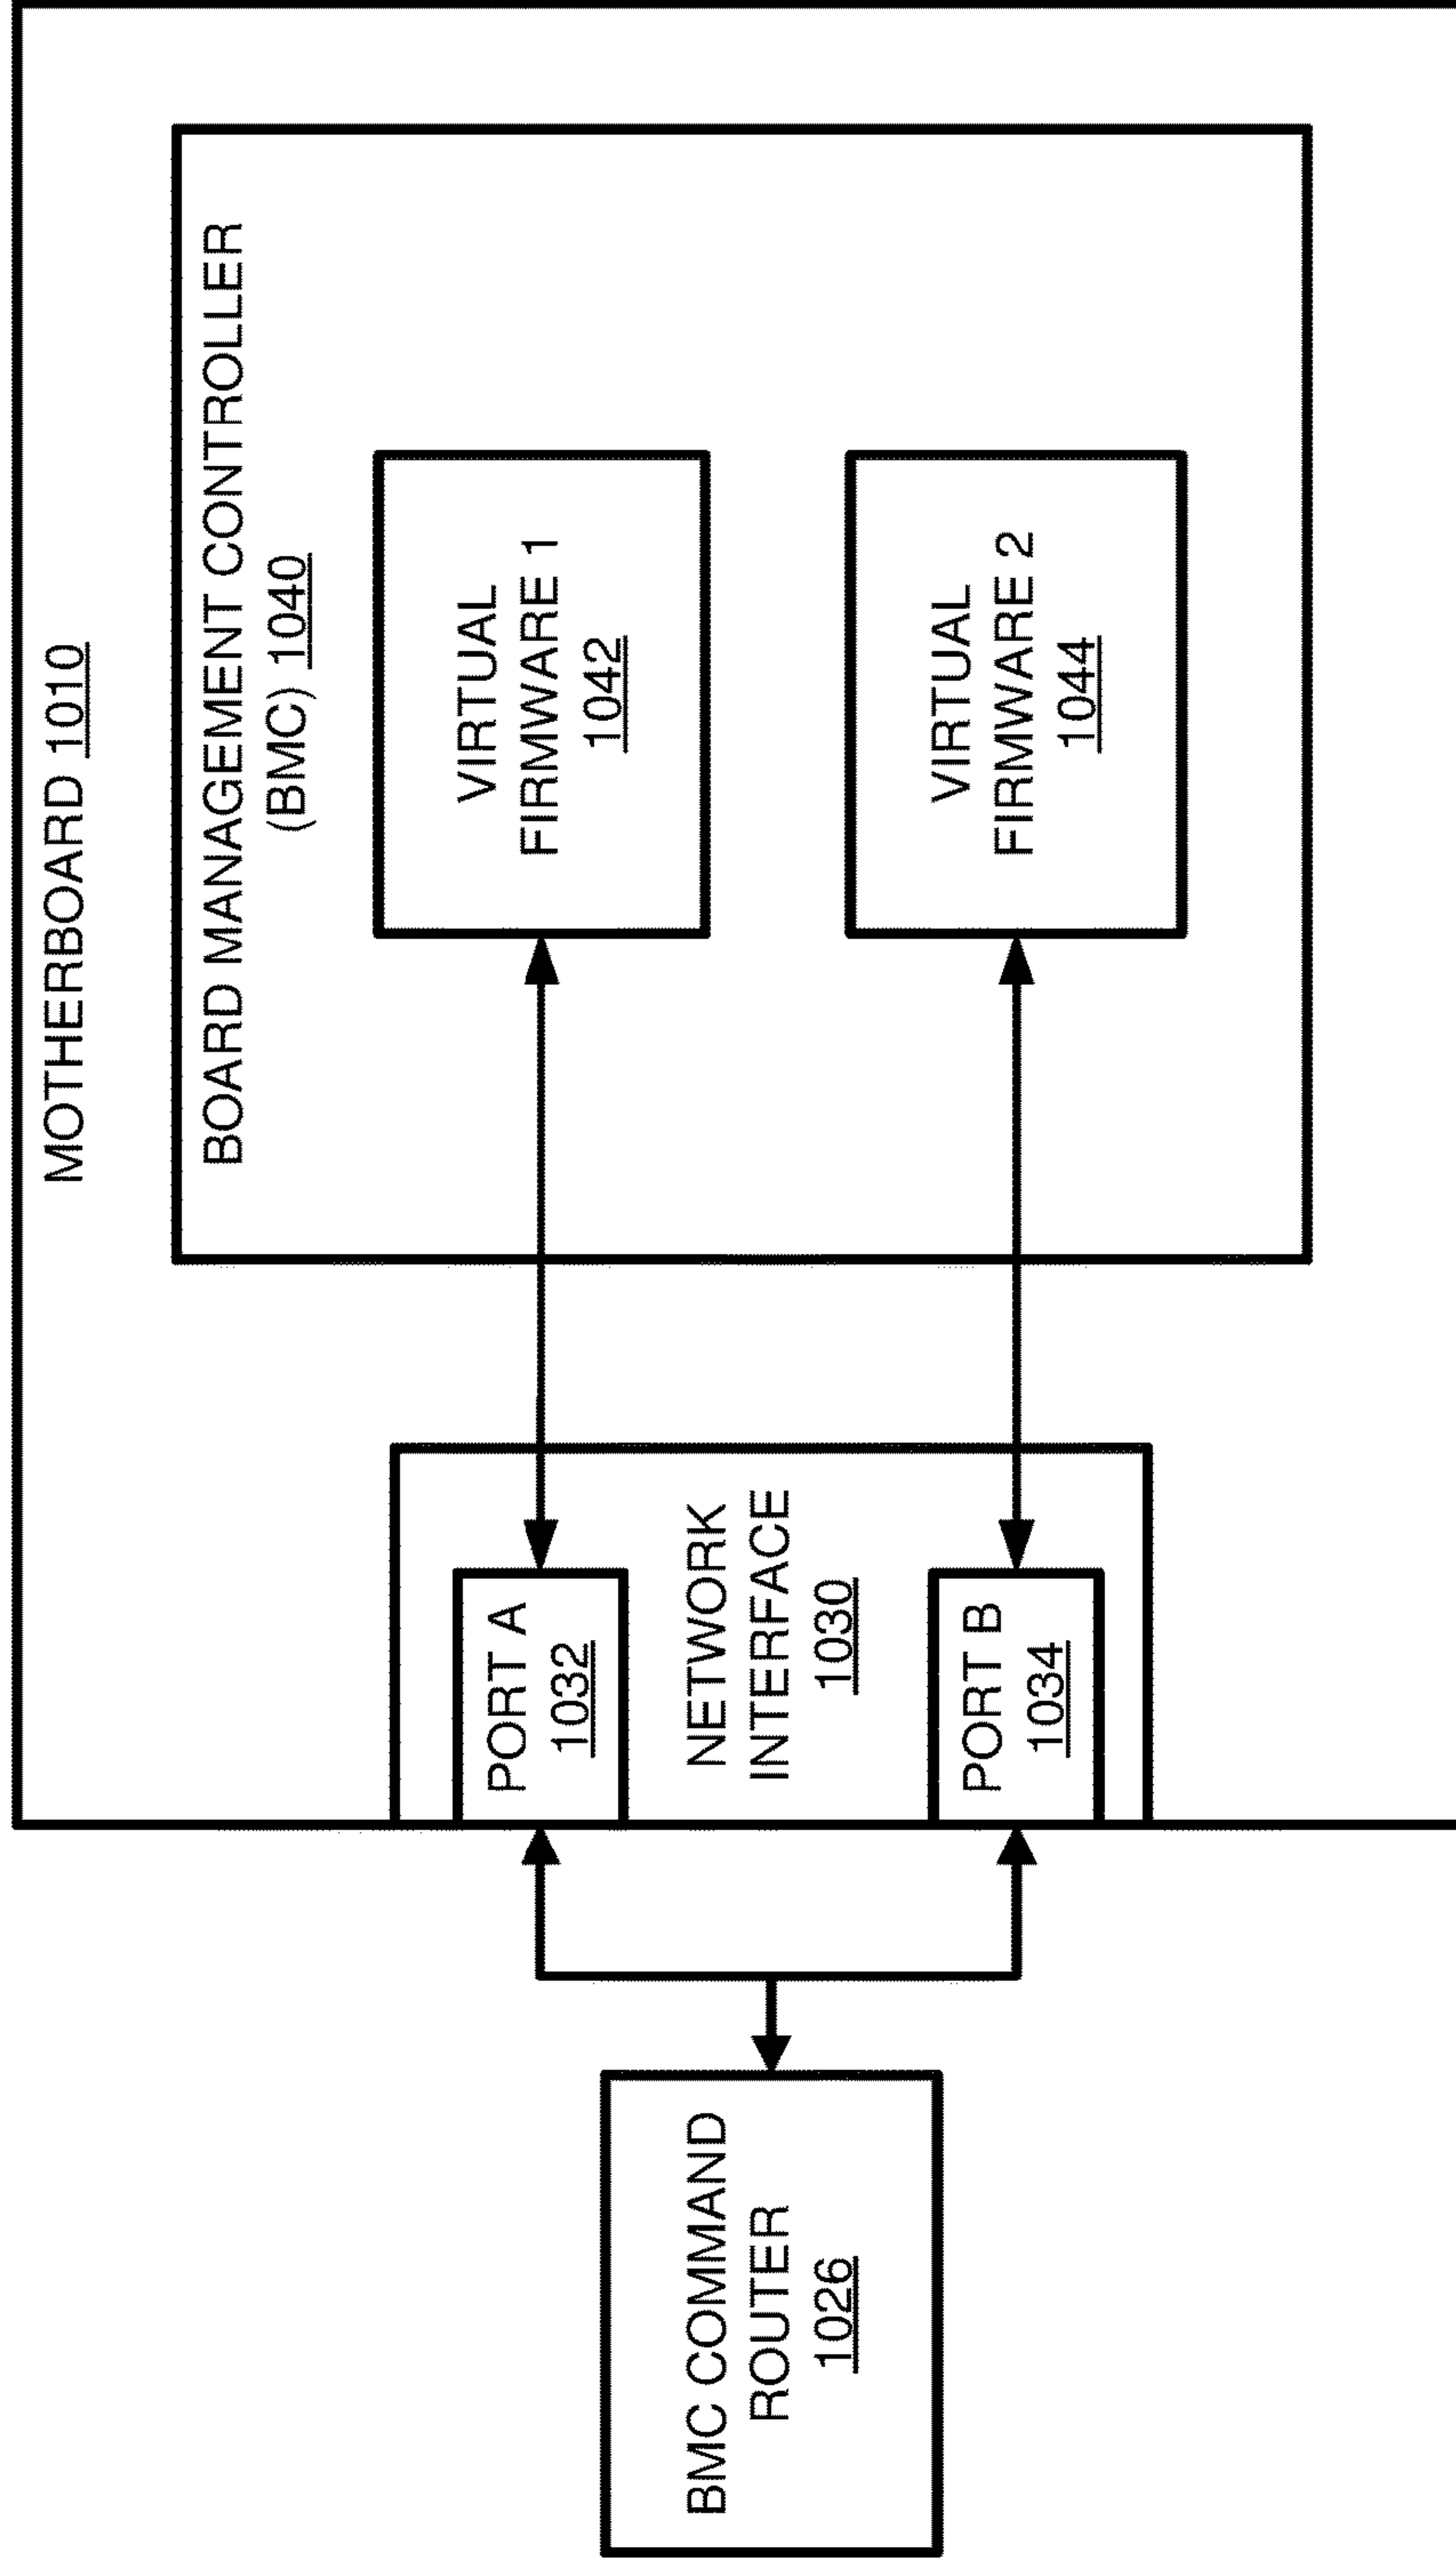 MOTHERBOARD 1010
BOARD MANAGEMENT CONTROLLER
(BMC) 1040
VIRTUAL
FIRMWARE 1
1042
VIRTUAL
FIRMWARE 2
1044
PORT A
1032
NETWORK
INTERFACE
1030
PORT B
1034
BMC COMMAND
ROUTER
1026